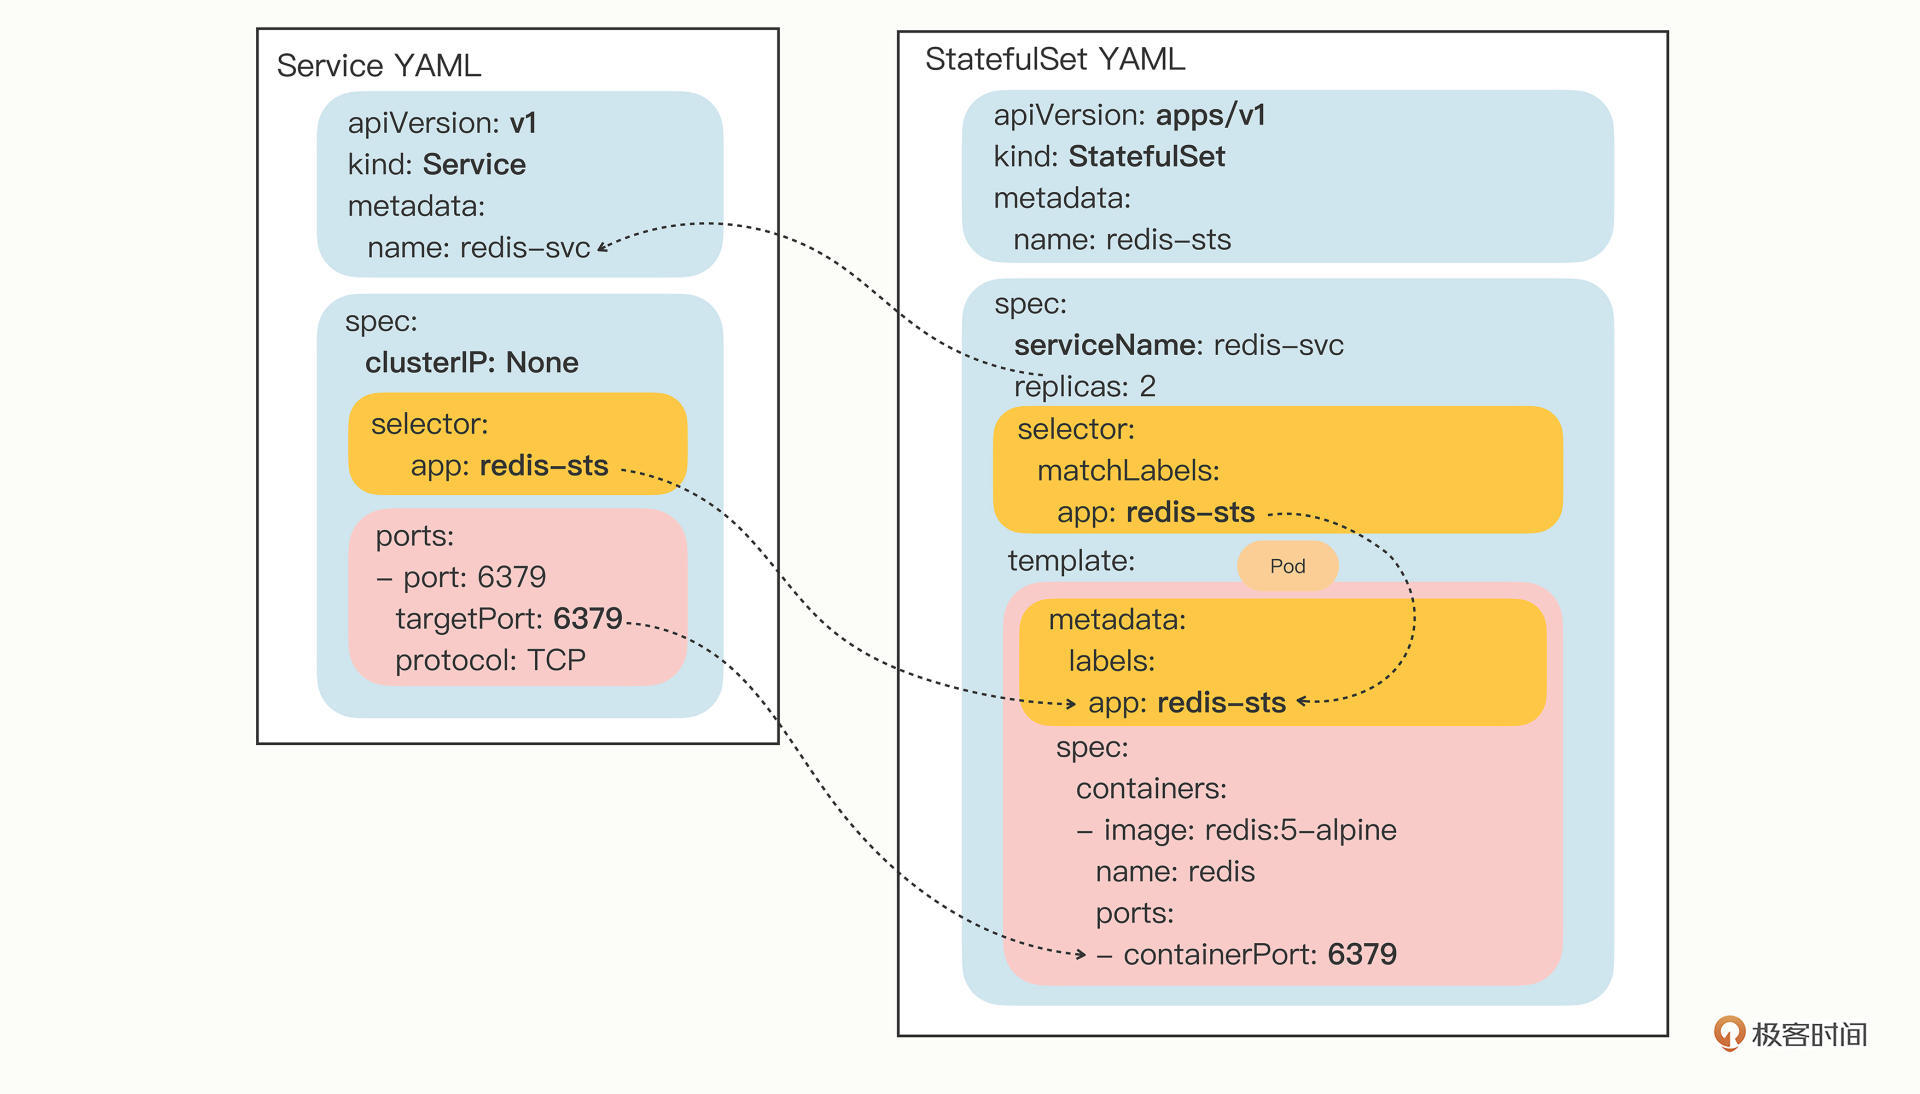 Service YAML
apiVersion: v1
kind: Service
metadata:
name: redis-svc
spec:
clusterIP: None
selector:
app: redis-sts
ports:
- port: 6379
targetPort: 6379
protocol: TCP
StatefulSet YAML
apiVersion: apps/v1
kind: StatefulSet
metadata:
name: redis-sts
spec:
serviceName: redis-svc
replicas: 2
selector:
matchLabels:
app: redis-sts
template:
Pod
metadata:
labels:
app: redis-sts
spec:
containers:
- image: redis:5-alpine
name: redis
ports:
- containerPort: 6379
极客时间